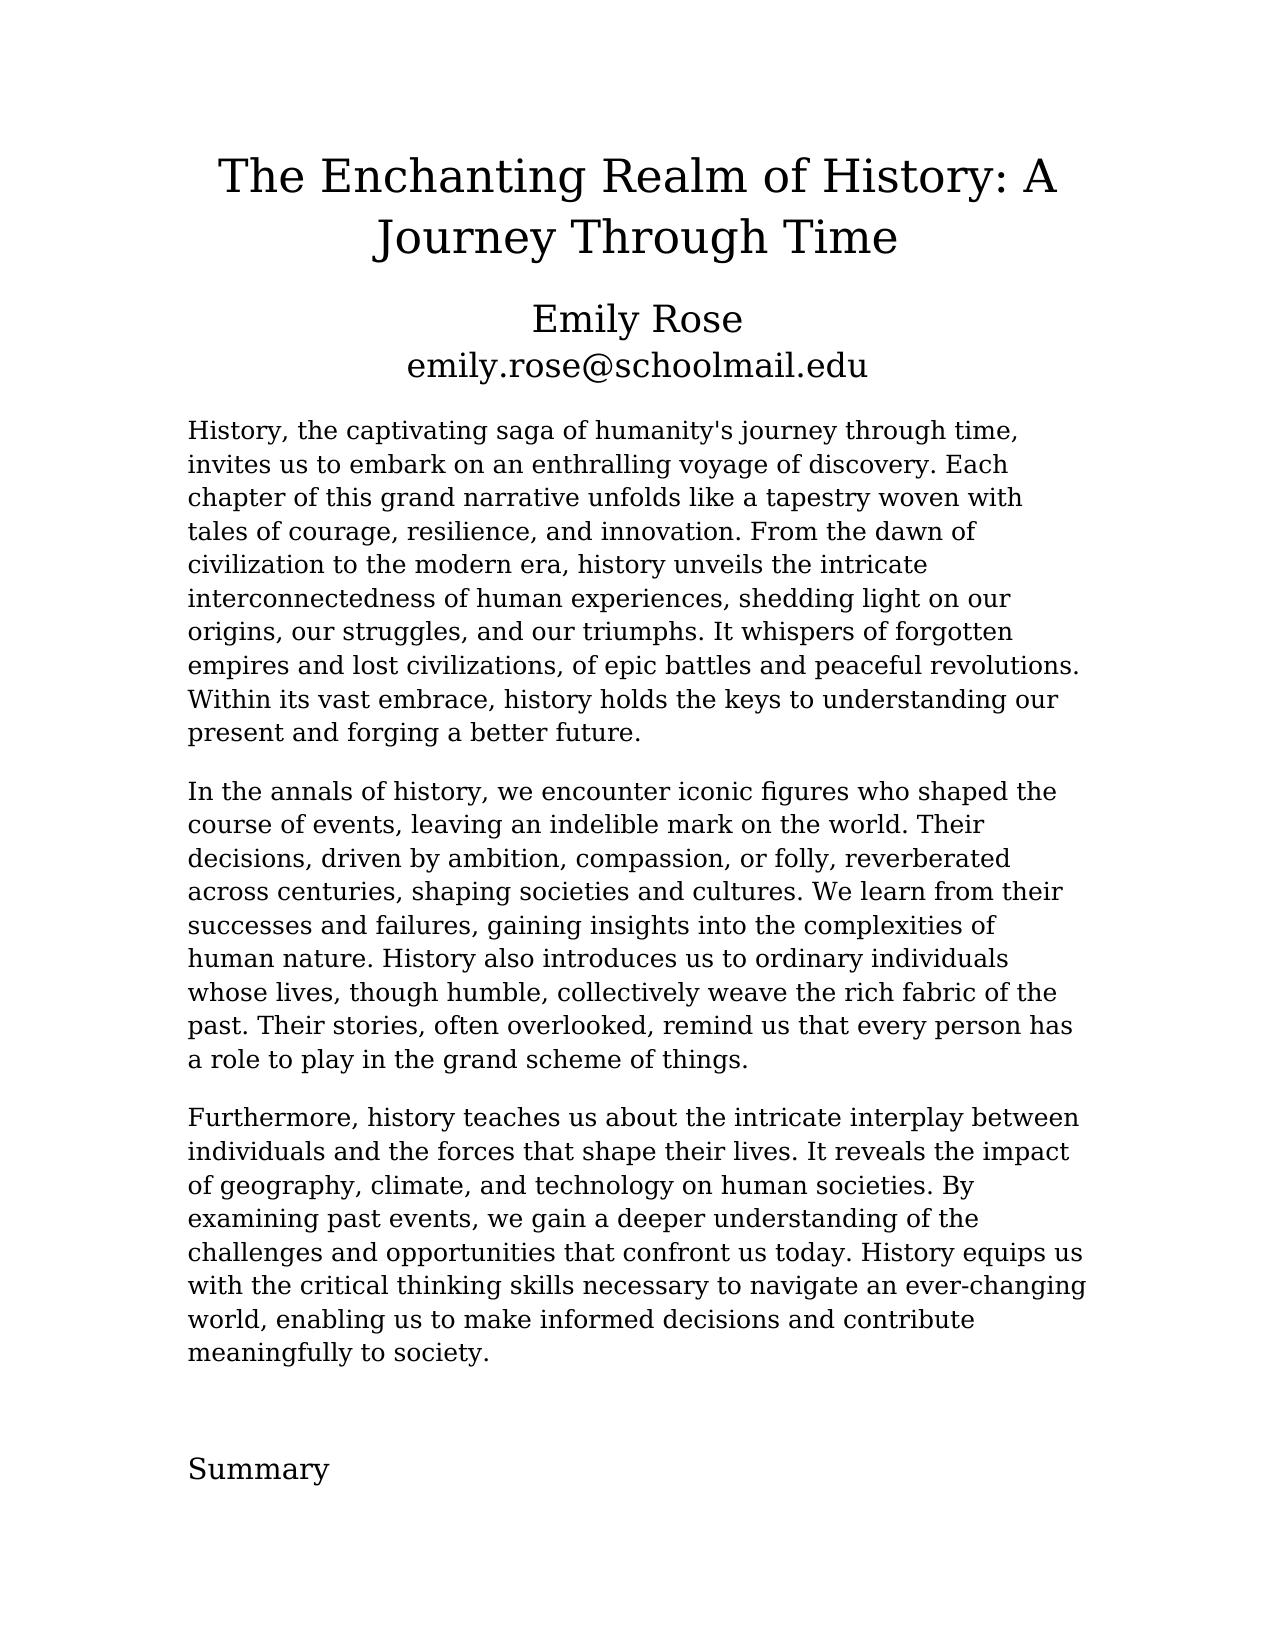 The Enchanting Realm of History: A
Journey Through Time
Emily Rose
emily.rose@schoolmail.edu
History, the captivating saga of humanity's journey through time,
invites us to embark on an enthralling voyage of discovery. Each
chapter of this grand narrative unfolds like a tapestry woven with
tales of courage, resilience, and innovation. From the dawn of
civilization to the modern era, history unveils the intricate
interconnectedness of human experiences, shedding light on our
origins, our struggles, and our triumphs. It whispers of forgotten
empires and lost civilizations, of epic battles and peaceful revolutions.
Within its vast embrace, history holds the keys to understanding our
present and forging a better future.
In the annals of history, we encounter iconic figures who shaped the
course of events, leaving an indelible mark on the world. Their
decisions, driven by ambition, compassion, or folly, reverberated
across centuries, shaping societies and cultures. We learn from their
successes and failures, gaining insights into the complexities of
human nature. History also introduces us to ordinary individuals
whose lives, though humble, collectively weave the rich fabric of the
past. Their stories, often overlooked, remind us that every person has
a role to play in the grand scheme of things.
Furthermore, history teaches us about the intricate interplay between
individuals and the forces that shape their lives. It reveals the impact
of geography, climate, and technology on human societies. By
examining past events, we gain a deeper understanding of the
challenges and opportunities that confront us today. History equips us
with the critical thinking skills necessary to navigate an ever-changing
world, enabling us to make informed decisions and contribute
meaningfully to society.
Summary